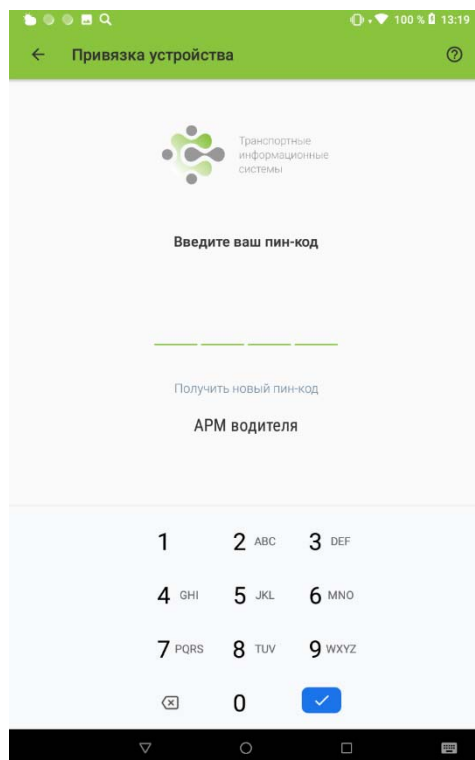 100 % 13:19
Привязка устройства
Транспортные
информационные
системы
Введите ваш пин-код
Получить новый пин-код
АРМ водителя
1 2 ABC 3 DEF
4 GHI 5 JKL 6 MNO
7 PQRS 8 TUV 9 WXYZ
0